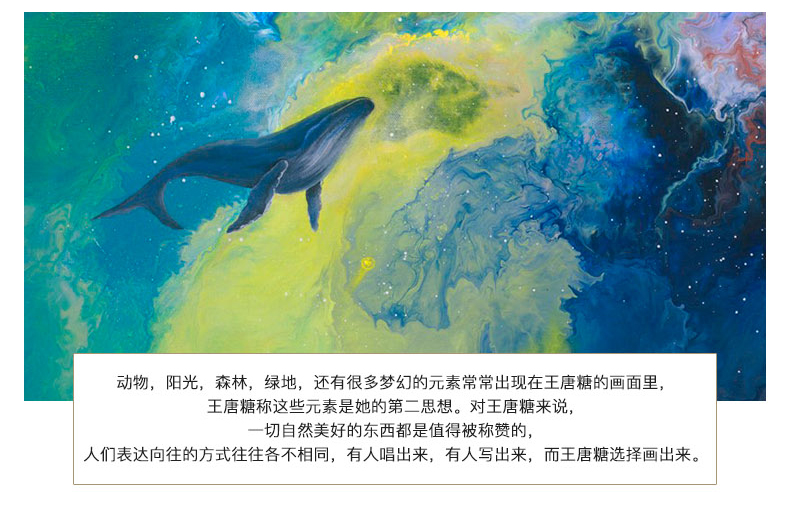 动物，阳光，森林，绿地，还有很多梦幻的元素常常出现在王唐糖的画面里，
王唐糖称这些元素是她的第二思想。对王唐糖来说，
一切自然美好的东西都是值得被称赞的，
人们表达向往的方式往往各不相同，有人唱出来，有人写出来，而王唐糖选择画出来。